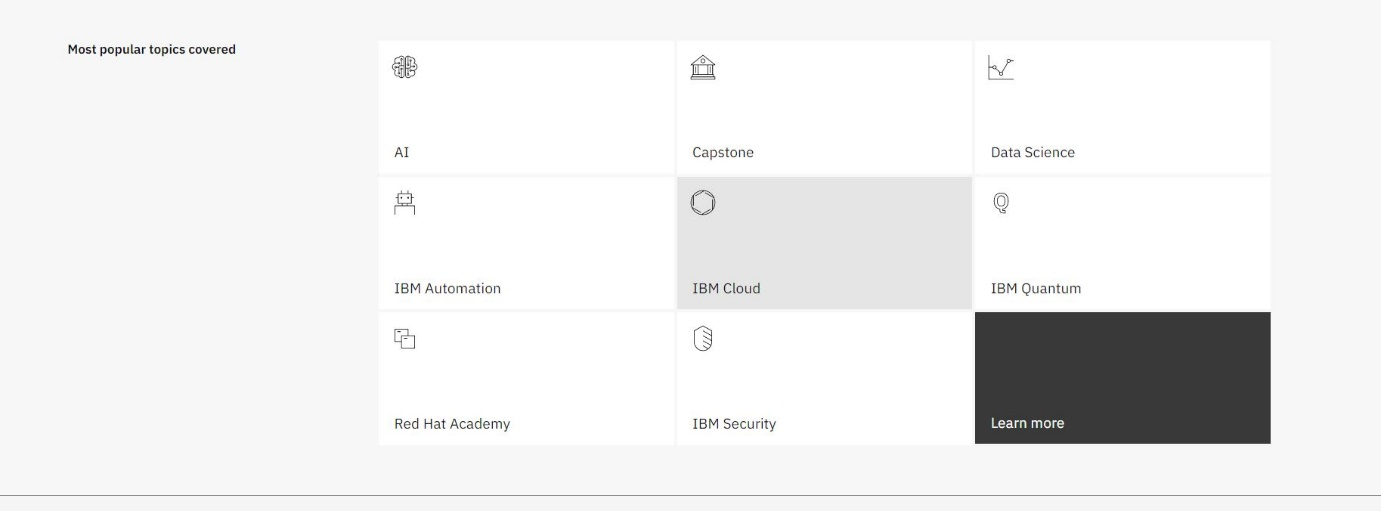 Most popular topics covered
AI
Capstone
Data Science
IBM Automation
IBM Cloud
IBM Quantum
Red Hat Academy
IBM Security
Learn more